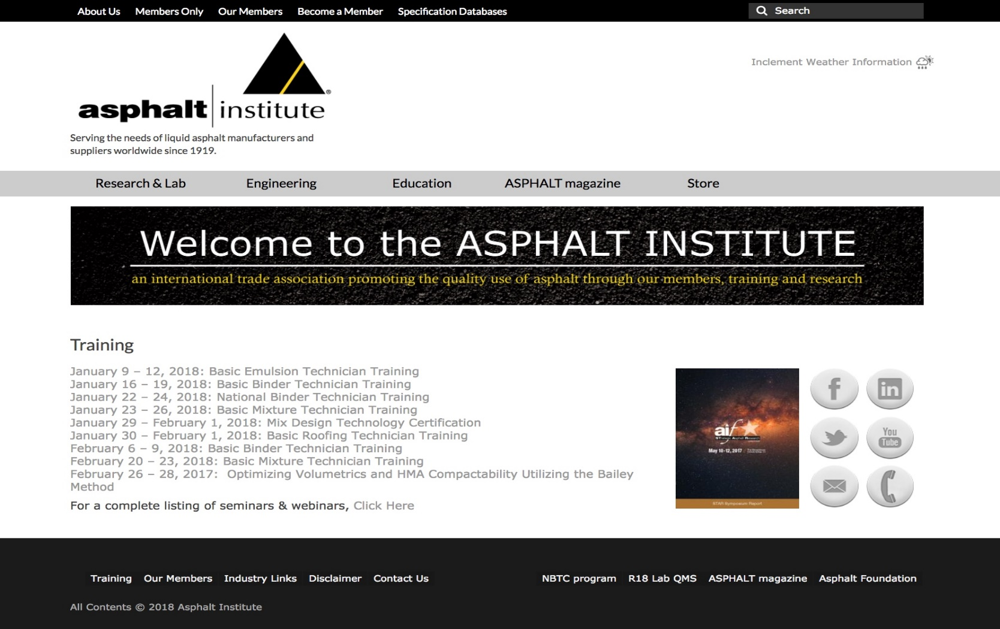 About Us Members Only Our Members Become a Member Specification Databases Search
Inclement Weather Information
asphalt institute®
Serving the needs of liquid asphalt manufacturers and
suppliers worldwide since 1919.
Research & Lab Engineering Education ASPHALT magazine Store
Welcome to the ASPHALT INSTITUTE
an international trade association promoting the quality use of asphalt through our members, training and research
Training
January 9 – 12, 2018: Basic Emulsion Technician Training
January 16 – 19, 2018: Basic Binder Technician Training
January 22 – 24, 2018: National Binder Technician Training
January 23 – 26, 2018: Basic Mixture Technician Training
January 29 – February 1, 2018: Mix Design Technology Certification
January 30 – February 1, 2018: Basic Roofing Technician Training
February 6 – 9, 2018: Basic Binder Technician Training
February 20 – 23, 2018: Basic Mixture Technician Training
February 26 – 28, 2017: Optimizing Volumetrics and HMA Compactability Utilizing the Bailey
Method
For a complete listing of seminars & webinars, Click Here
aif
STrategic Asphalt Research
May 10-12, 2017
STAR Symposium Report
f in
You
Tube
Training Our Members Industry Links Disclaimer Contact Us NBTC program R18 Lab QMS ASPHALT magazine Asphalt Foundation
All Contents © 2018 Asphalt Institute